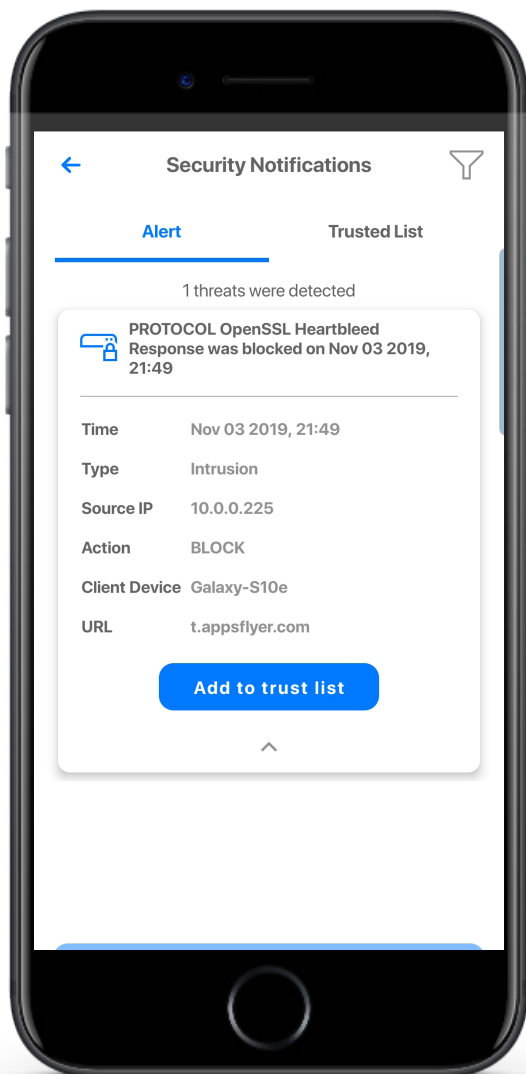 Security Notifications
Alert
Trusted List
1 threats were detected
PROTOCOL OpenSSL Heartbleed
Response was blocked on Nov 03 2019,
21:49
Time Nov 03 2019, 21:49
Type Intrusion
Source IP 10.0.0.225
Action BLOCK
Client Device Galaxy-S10e
URL t.appsflyer.com
Add to trust list